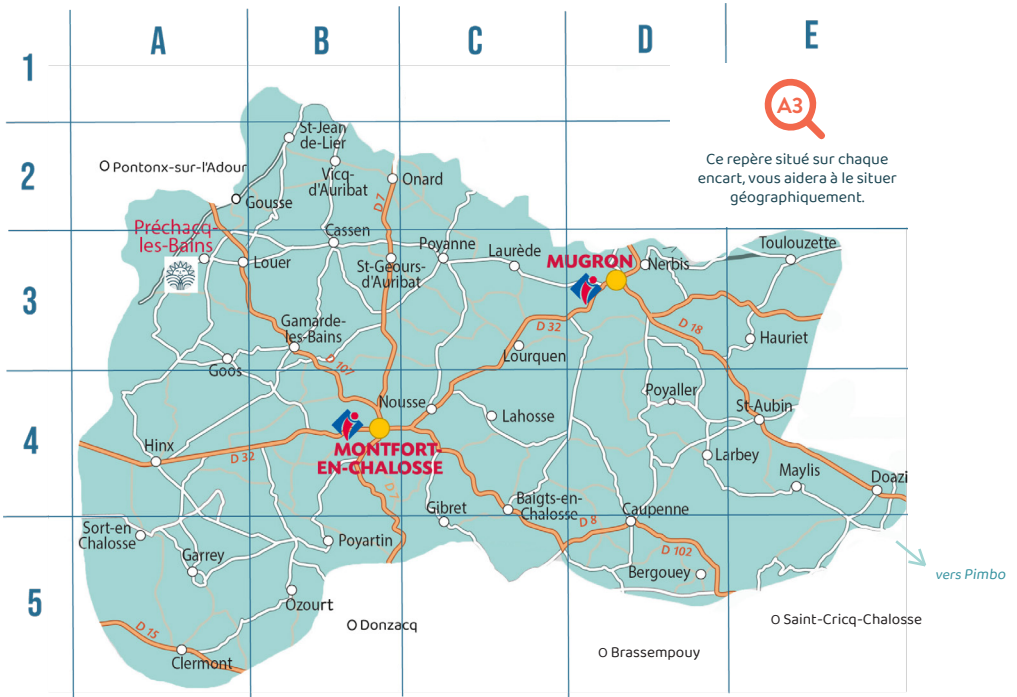 A
B
C
D
E
1
A3
Ce repère situé sur chaque
encart, vous aidera à le situer
géographiquement.
2
St-Jean
de-Lier
Pontonx-sur-l'Adour
Vicq-
d'Auribat
Onard
D 7
Gousse
Préchacq-
les-Bains
Cassen
Poyanne
Laurède
Toulouzette
MUGRON
Nerbis
Louer
St-Geours-
d'Auribat
3
Gamarde-
les-Bains
D 32
D 18
Hauriet
Lourquen
Goos
D 107
Poyaller
Nousse
Lahosse
St-Aubin
4
Hinx
D 32
MONTFORT-
EN-CHALOSSE
Larbey
Maylis
Doazi
D 7
Gibret
Baigts-en-
Chalosse
D 8
Caupenne
Sort-en
Chalosse
Poyartin
Garrey
D 102
Bergouey
vers Pimbo
5
Ozourt
Donzacq
Saint-Cricq-Chalosse
D 15
Brassempouy
Clermont